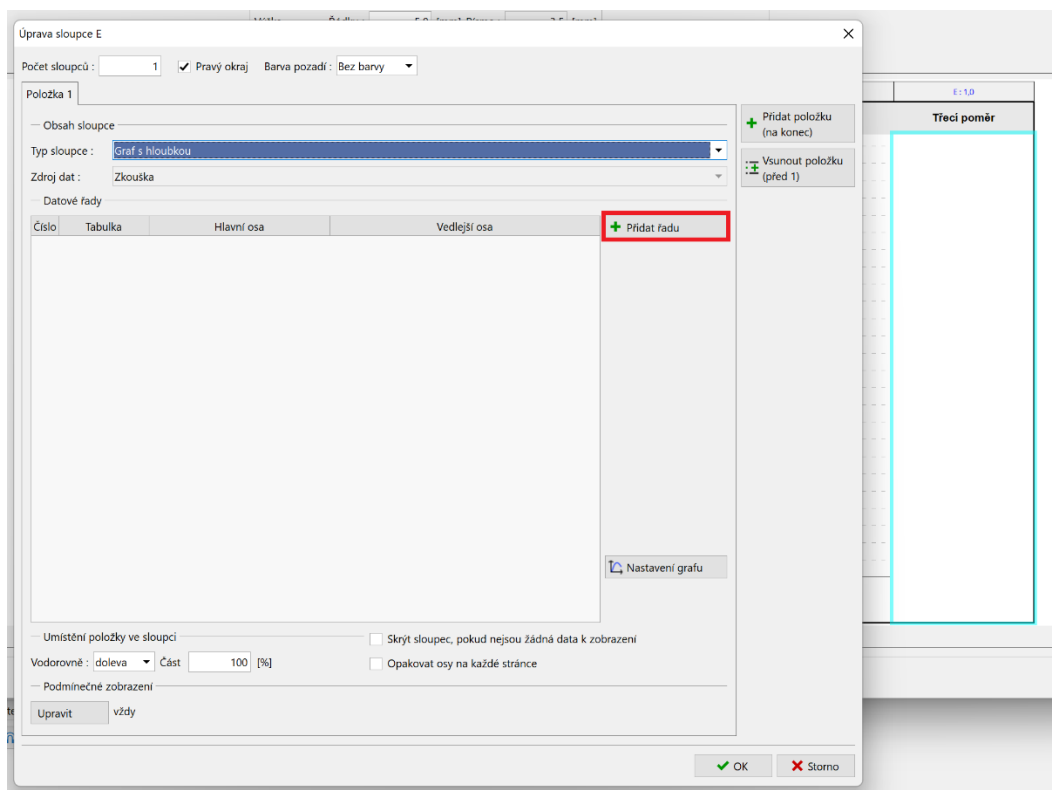 Úprava sloupce E
Počet sloupců : 1 Pravý okraj Barva pozadí : Bez barvy
Položka 1
E : 1,0
Třecí poměr
Obsah sloupce
Typ sloupce : Graf s hloubkou
Zdroj dat : Zkouška
Přidat položku
(na konec)
Vsunout položku
(před 1)
Datové řady
Číslo Tabulka Hlavní osa Vedlejší osa
Přidat řadu
Nastavení grafu
Umístění položky ve sloupci
Skrýt sloupec, pokud nejsou žádná data k zobrazení
Vodorovně : doleva Část 100 [%]
Opakovat osy na každé stránce
Podmínečné zobrazení
Upravit vždy
OK Storno